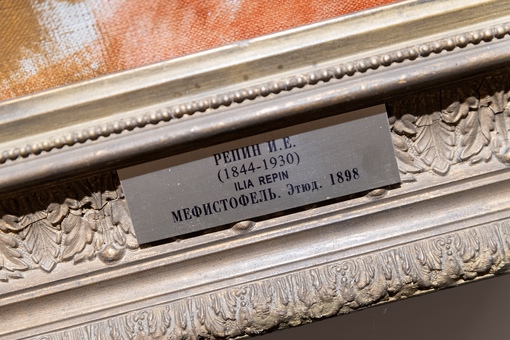 РЕПИН И.Е.
(1844-1930)
ILIA REPIN
МЕФИСТОФЕЛЬ. Этюд. 1898